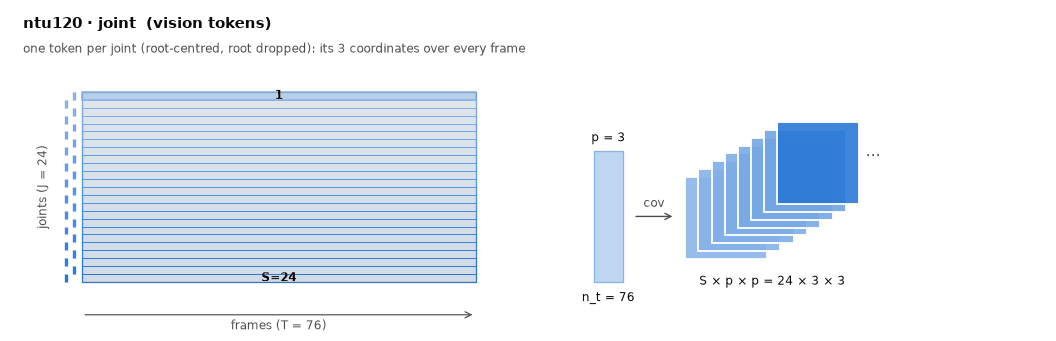 ntu120 · joint  (vision tokens)
one token per joint (root-centred, root dropped): its 3 coordinates over every frame
1
joints (J = 24)
S=24
frames (T = 76)
p = 3
cov
n_t = 76
...
S × p × p = 24 × 3 × 3